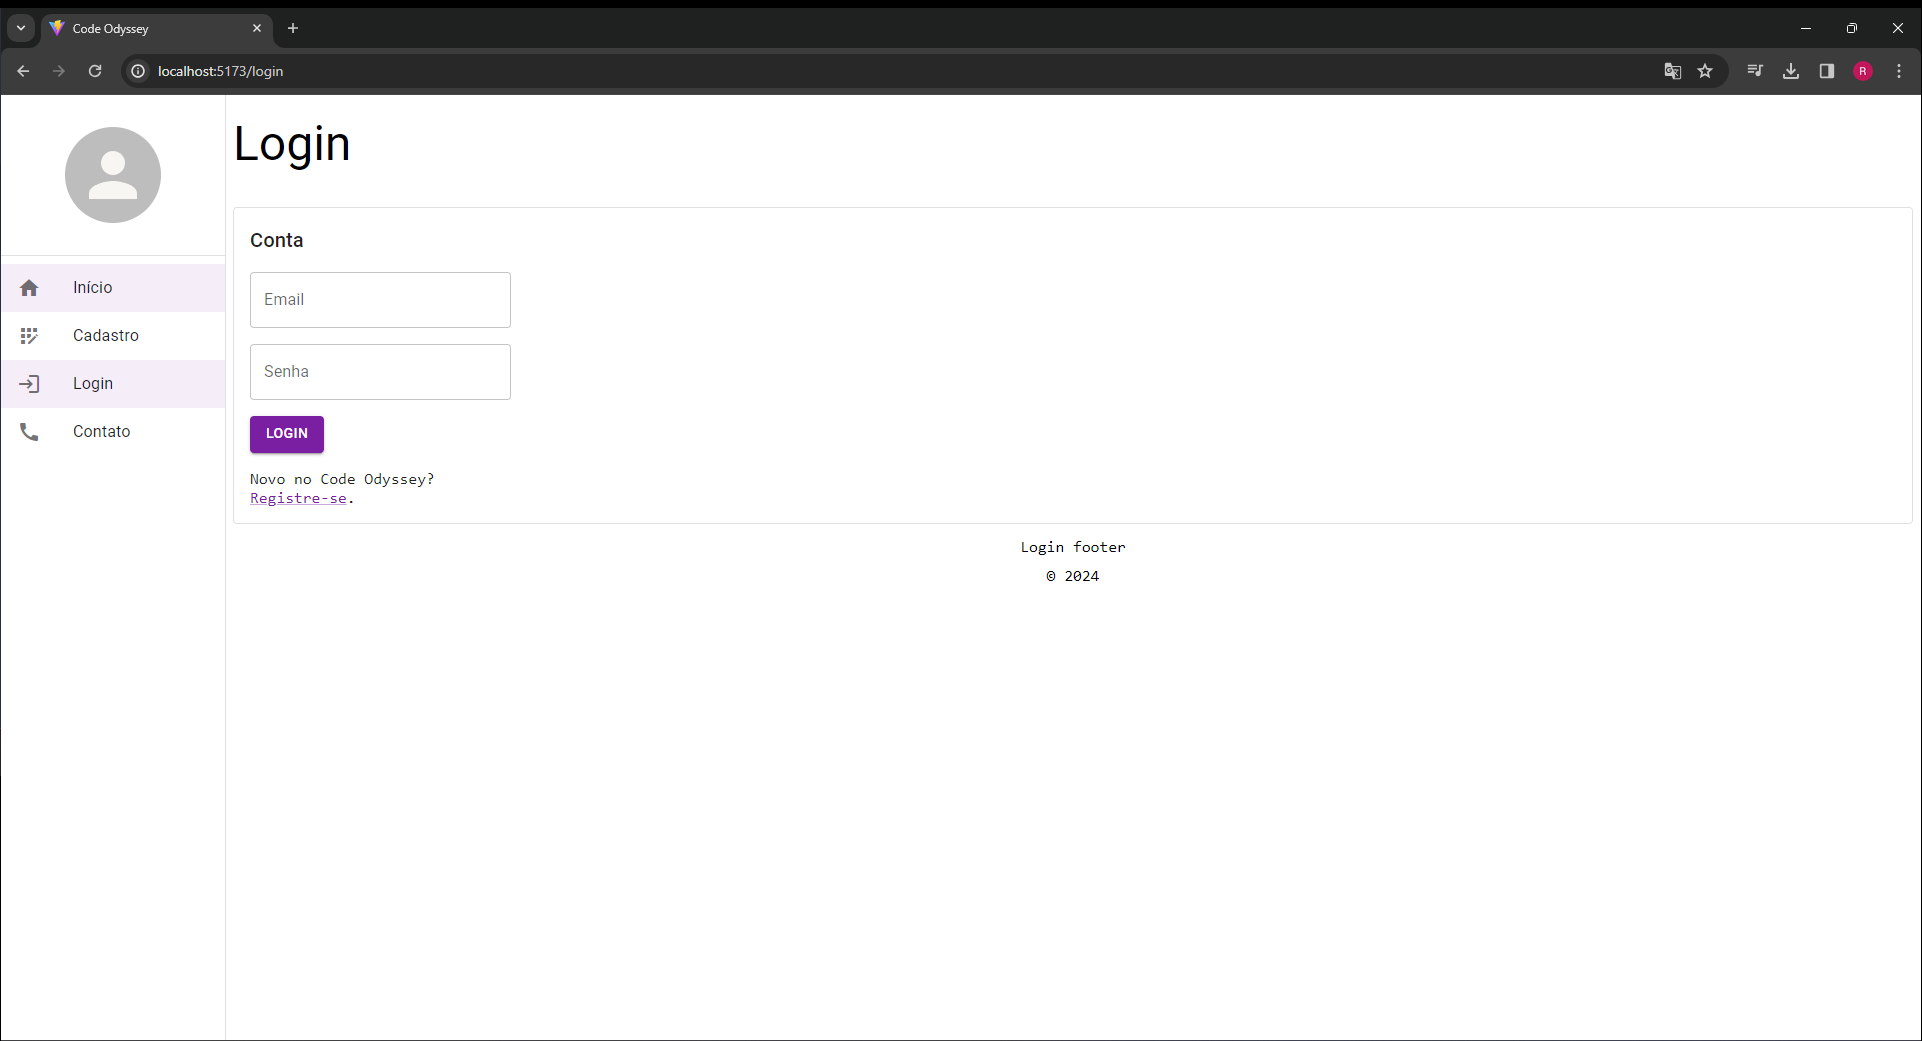 Code Odyssey
localhost:5173/login
R
Login
Início
Cadastro
Login
Contato
Conta
Email
Senha
LOGIN
Novo no Code Odyssey?
Registre-se.
Login footer
© 2024